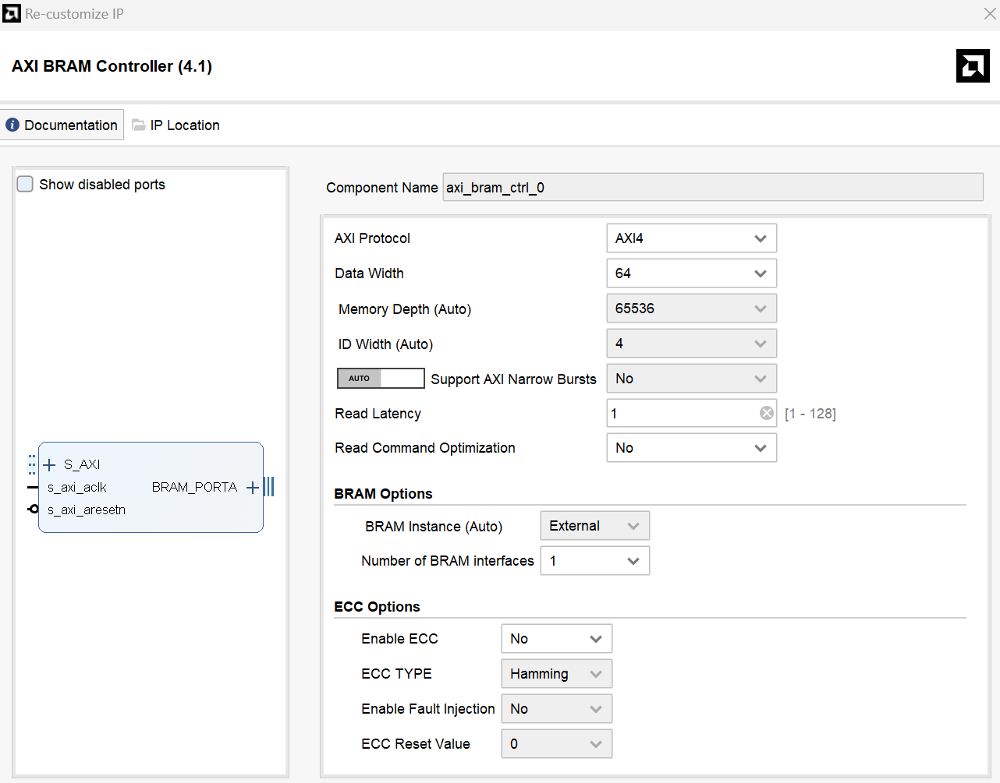 Re-customize IP
AXI BRAM Controller (4.1)
Documentation
IP Location
Show disabled ports
S_AXI
s_axi_aclk
BRAM_PORTA
s_axi_aresetn
Component Name axi_bram_ctrl_0
AXI Protocol AXI4
Data Width 64
Memory Depth (Auto) 65536
ID Width (Auto) 4
AUTO Support AXI Narrow Bursts No
Read Latency 1 [1 - 128]
Read Command Optimization No
BRAM Options
BRAM Instance (Auto) External
Number of BRAM interfaces 1
ECC Options
Enable ECC No
ECC TYPE Hamming
Enable Fault Injection No
ECC Reset Value 0